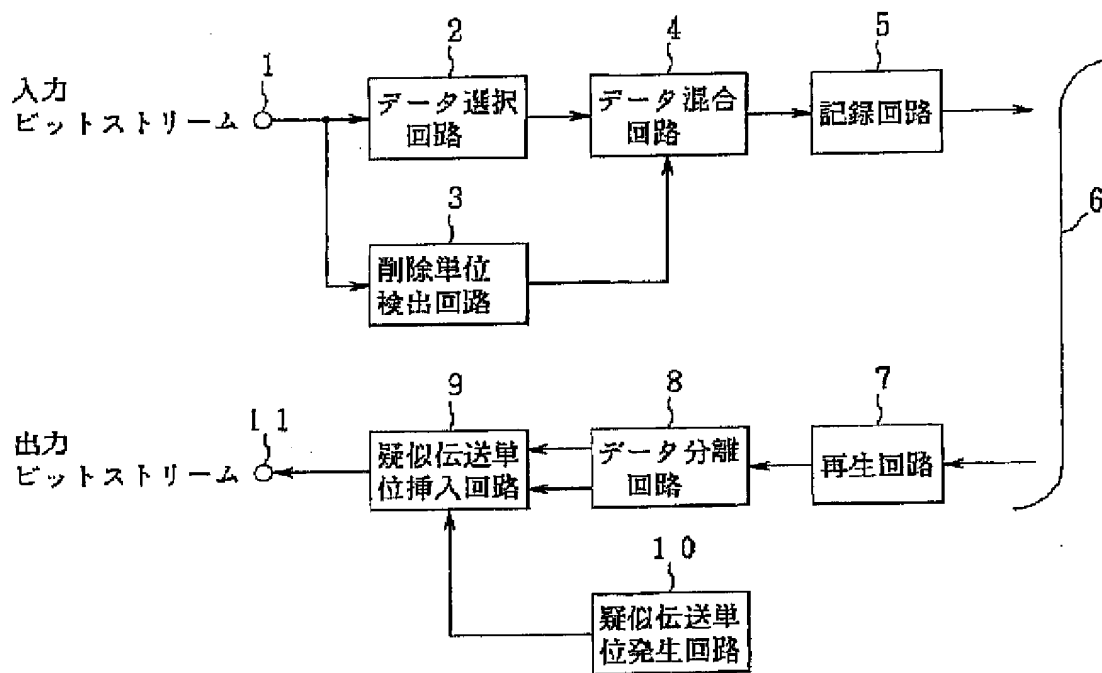 1
入力
ビットストリーム
2
データ選択
回路
4
データ混合
回路
5
記録回路
6
3
削除単位
検出回路
11
出力
ビットストリーム
9
疑似伝送単
位挿入回路
8
データ分離
回路
7
再生回路
10
疑似伝送単
位発生回路